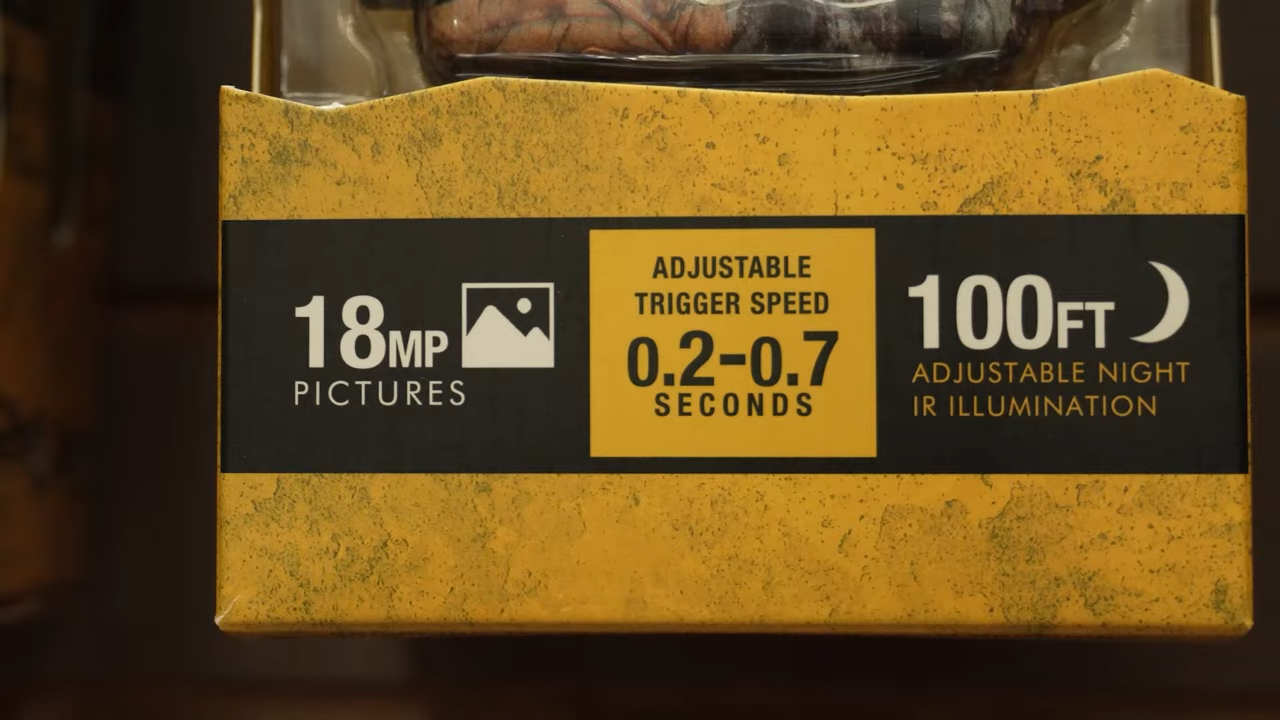 18MP
PICTURES
ADJUSTABLE
TRIGGER SPEED
0.2-0.7
SECONDS
100FT
ADJUSTABLE NIGHT
IR ILLUMINATION